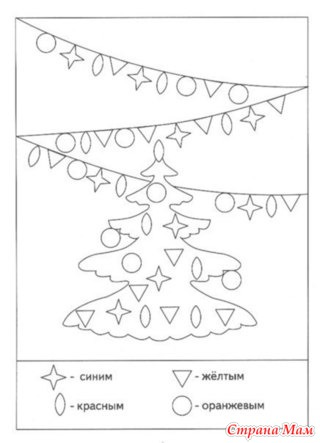 - синим
- жёлтым
- красным
- оранжевым
Страна Мам